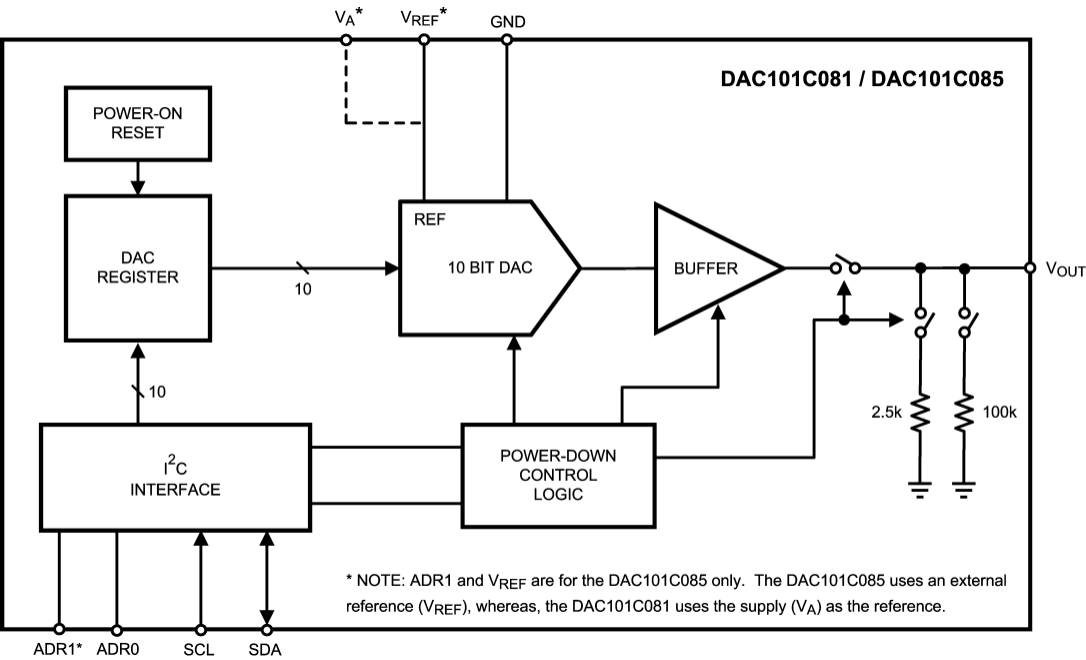 VA* VREF* GND
DAC101C081 / DAC101C085
POWER-ON
RESET
DAC
REGISTER
10
REF
10 BIT DAC
BUFFER
VOUT
10
2.5k
100k
I2C
INTERFACE
POWER-DOWN
CONTROL
LOGIC
* NOTE: ADR1 and VREF are for the DAC101C085 only. The DAC101C085 uses an external
reference (VREF), whereas, the DAC101C081 uses the supply (VA) as the reference.
ADR1* ADR0 SCL SDA